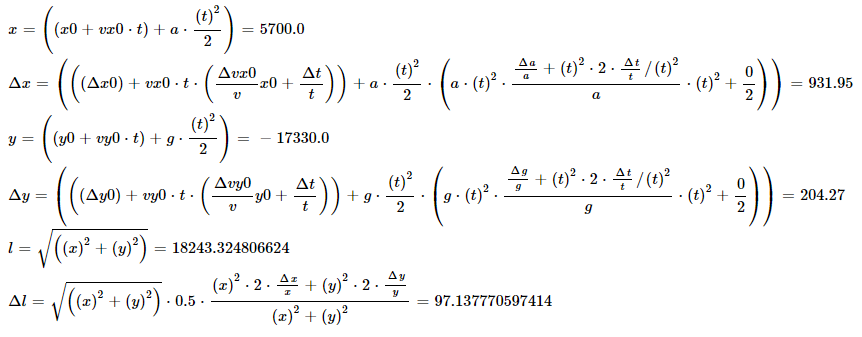 x = ((x0 + vx0 · t) + a · (t)²/2) = 5700.0
Δx = (((Δx0) + vx0 · t · (Δvx0/v x0 + Δt/t)) + a · (t)²/2 · (a · (t)² · (Δa/a + (t)² · 2 · Δt/t /(t)²)/a · (t)² + 0/2)) = 931.95
y = ((y0 + vy0 · t) + g · (t)²/2) = − 17330.0
Δy = (((Δy0) + vy0 · t · (Δvy0/v y0 + Δt/t)) + g · (t)²/2 · (g · (t)² · (Δg/g + (t)² · 2 · Δt/t /(t)²)/g · (t)² + 0/2)) = 204.27
l = √((x)² + (y)²) = 18243.324806624
Δl = √((x)² + (y)²) · 0.5 · ((x)² · 2 · Δx/x + (y)² · 2 · Δy/y)/((x)² + (y)²) = 97.137770597414